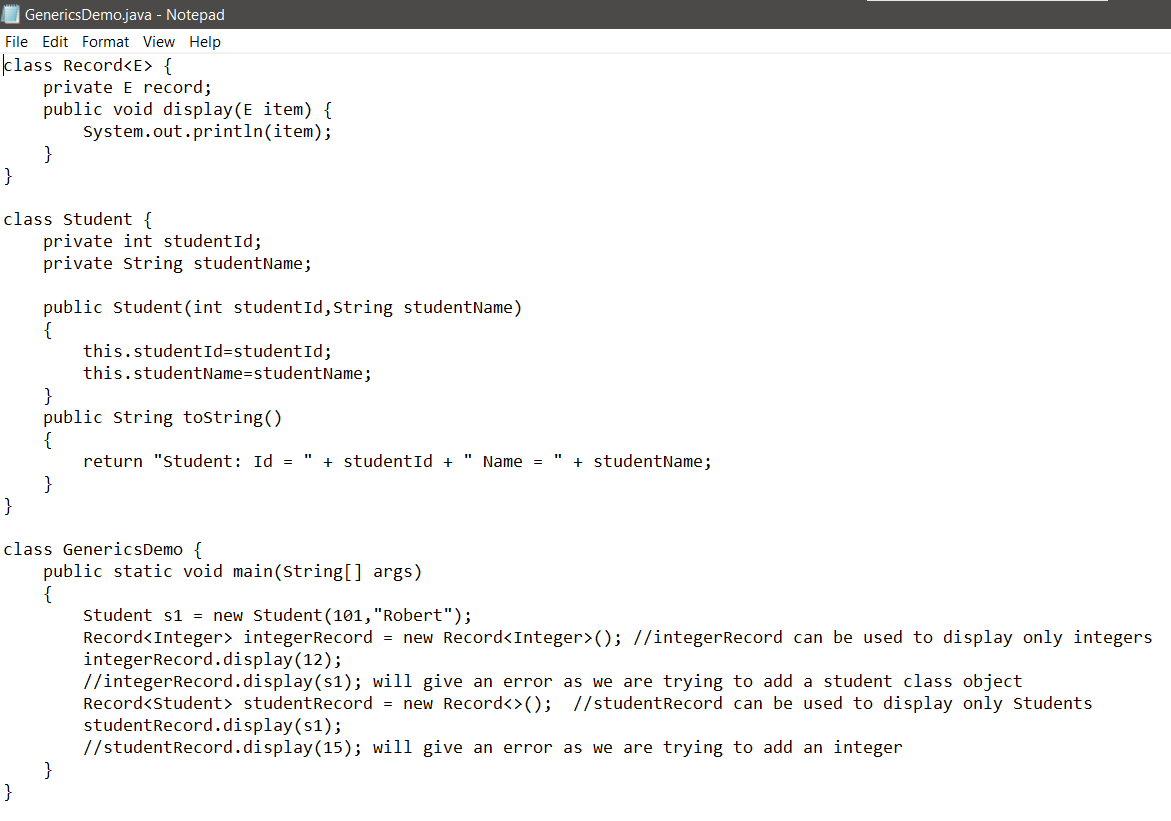 GenericsDemo.java - Notepad
File Edit Format View Help
class Record<E> {
    private E record;
    public void display(E item) {
        System.out.println(item);
    }
}

class Student {
    private int studentId;
    private String studentName;

    public Student(int studentId,String studentName)
    {
        this.studentId=studentId;
        this.studentName=studentName;
    }
    public String toString()
    {
        return "Student: Id = " + studentId + " Name = " + studentName;
    }
}

class GenericsDemo {
    public static void main(String[] args)
    {
        Student s1 = new Student(101,"Robert");
        Record<Integer> integerRecord = new Record<Integer>(); //integerRecord can be used to display only integers
        integerRecord.display(12);
        //integerRecord.display(s1); will give an error as we are trying to add a student class object
        Record<Student> studentRecord = new Record<>();  //studentRecord can be used to display only Students
        studentRecord.display(s1);
        //studentRecord.display(15); will give an error as we are trying to add an integer
    }
}